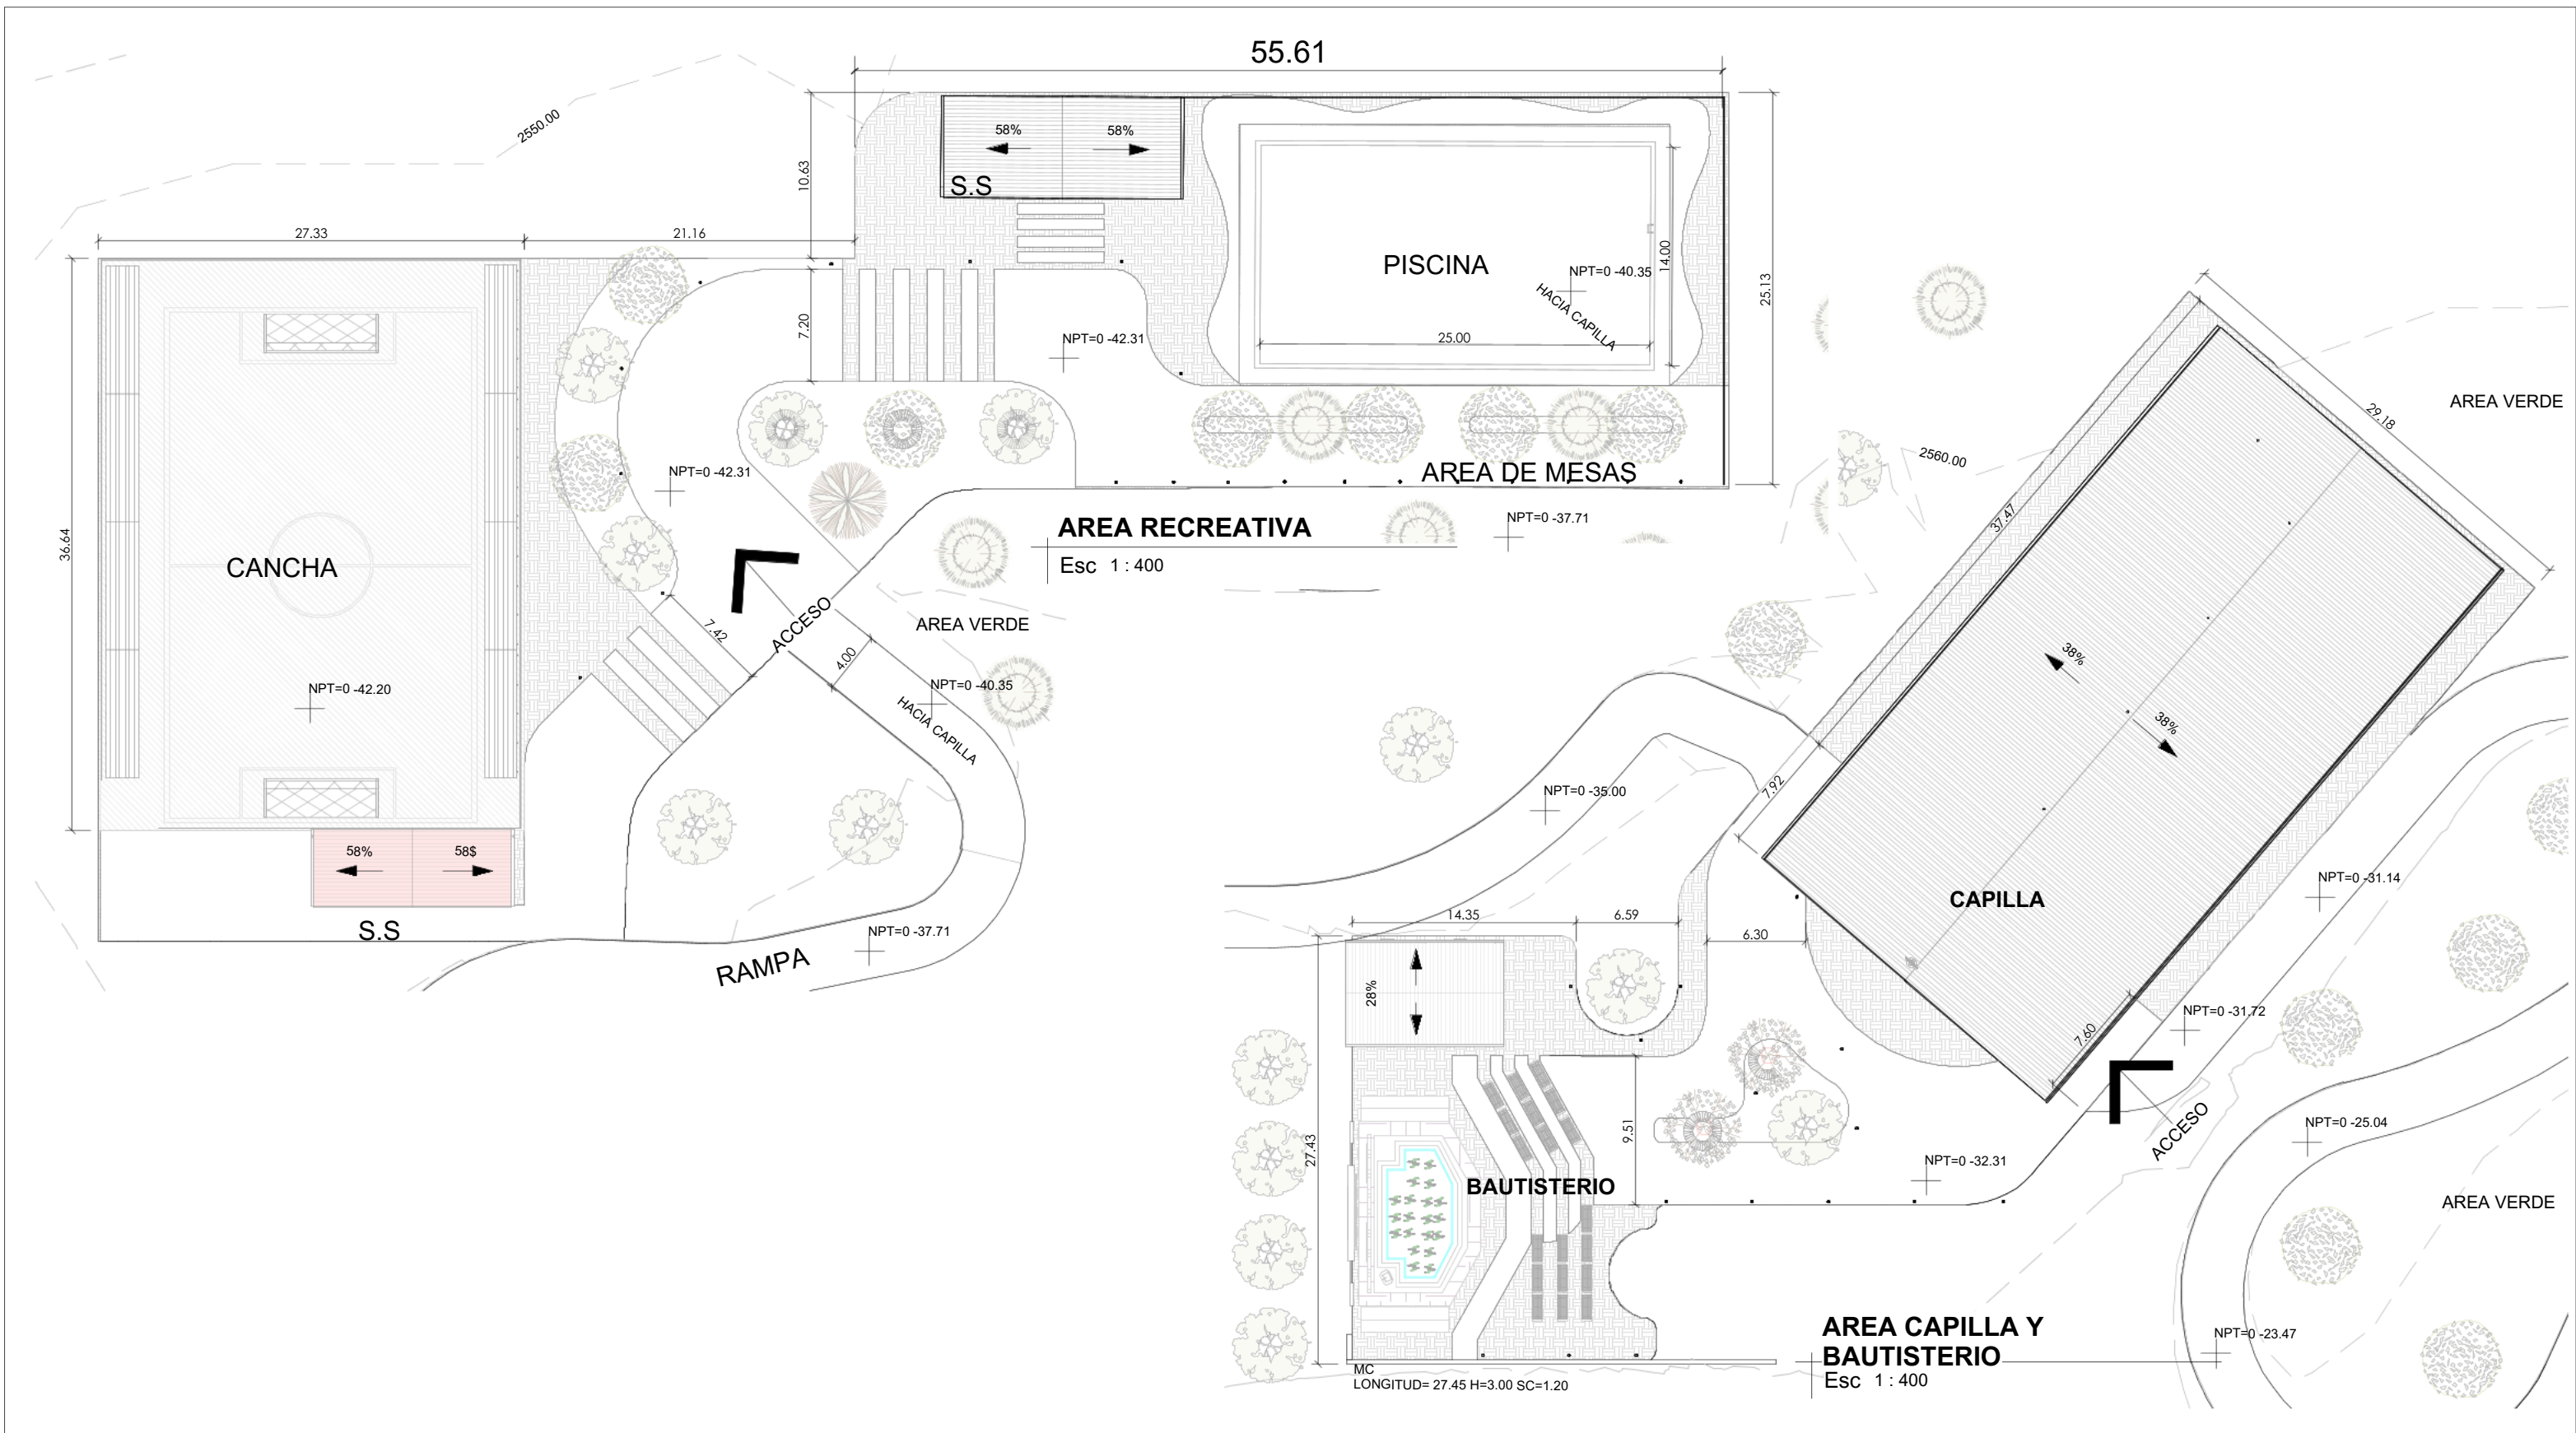 55.61
2550.00
58%
58%
S.S
10.63
27.33
21.16
PISCINA
NPT=0 -40.35
14.00
HACIA CAPILLA
25.13
25.00
7.20
NPT=0 -42.31
NPT=0 -42.31
AREA DE MESAS
36.64
CANCHA
NPT=0 -42.20
AREA RECREATIVA
Esc 1 : 400
NPT=0 -37.71
7.42
ACCESO
4.00
AREA VERDE
NPT=0 -40.35
HACIA CAPILLA
58%
58$
S.S
NPT=0 -37.71
RAMPA
29.18
AREA VERDE
2560.00
37.47
38%
38%
NPT=0 -35.00
7.92
CAPILLA
NPT=0 -31.14
14.35
6.59
6.30
28%
NPT=0 -31.72
7.60
ACCESO
NPT=0 -25.04
27.43
9.51
BAUTISTERIO
NPT=0 -32.31
AREA VERDE
AREA CAPILLA Y
BAUTISTERIO
Esc 1 : 400
NPT=0 -23.47
MC
LONGITUD= 27.45 H=3.00 SC=1.20